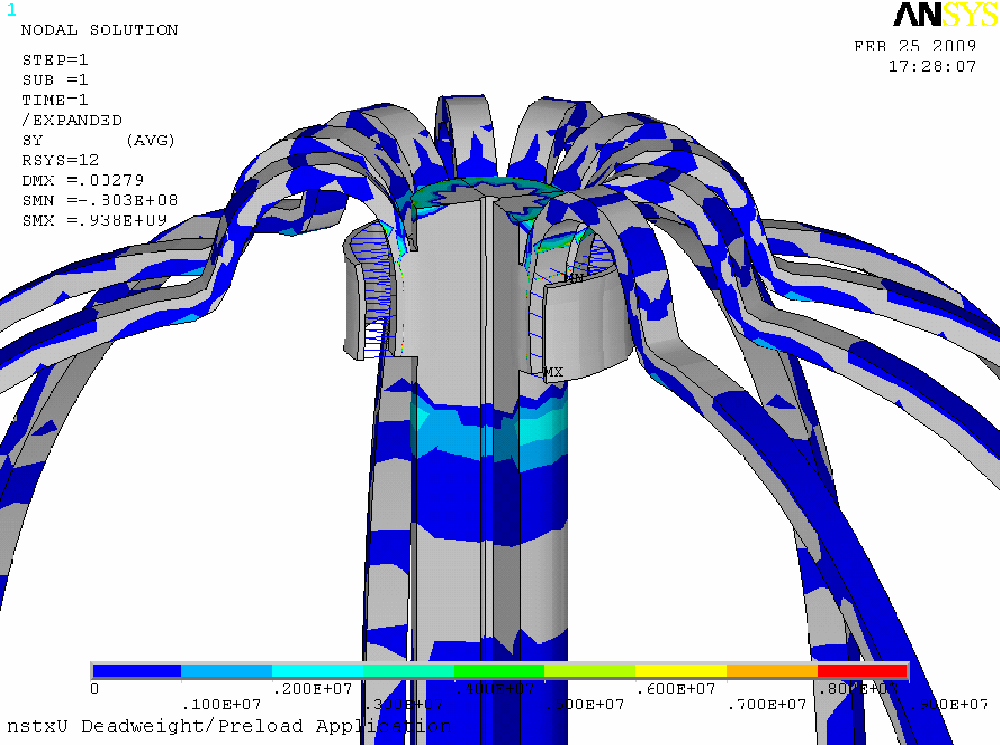 1
ANSYS
NODAL SOLUTION
FEB 25 2009
17:28:07
STEP=1
SUB =1
TIME=1
/EXPANDED
SY (AVG)
RSYS=12
DMX =.00279
SMN =-.803E+08
SMX =.938E+09
MN
MX
0 .200E+07 .400E+07 .600E+07 .800E+07
.100E+07 .300E+07 .500E+07 .700E+07 .900E+07
nstxU Deadweight/Preload Application